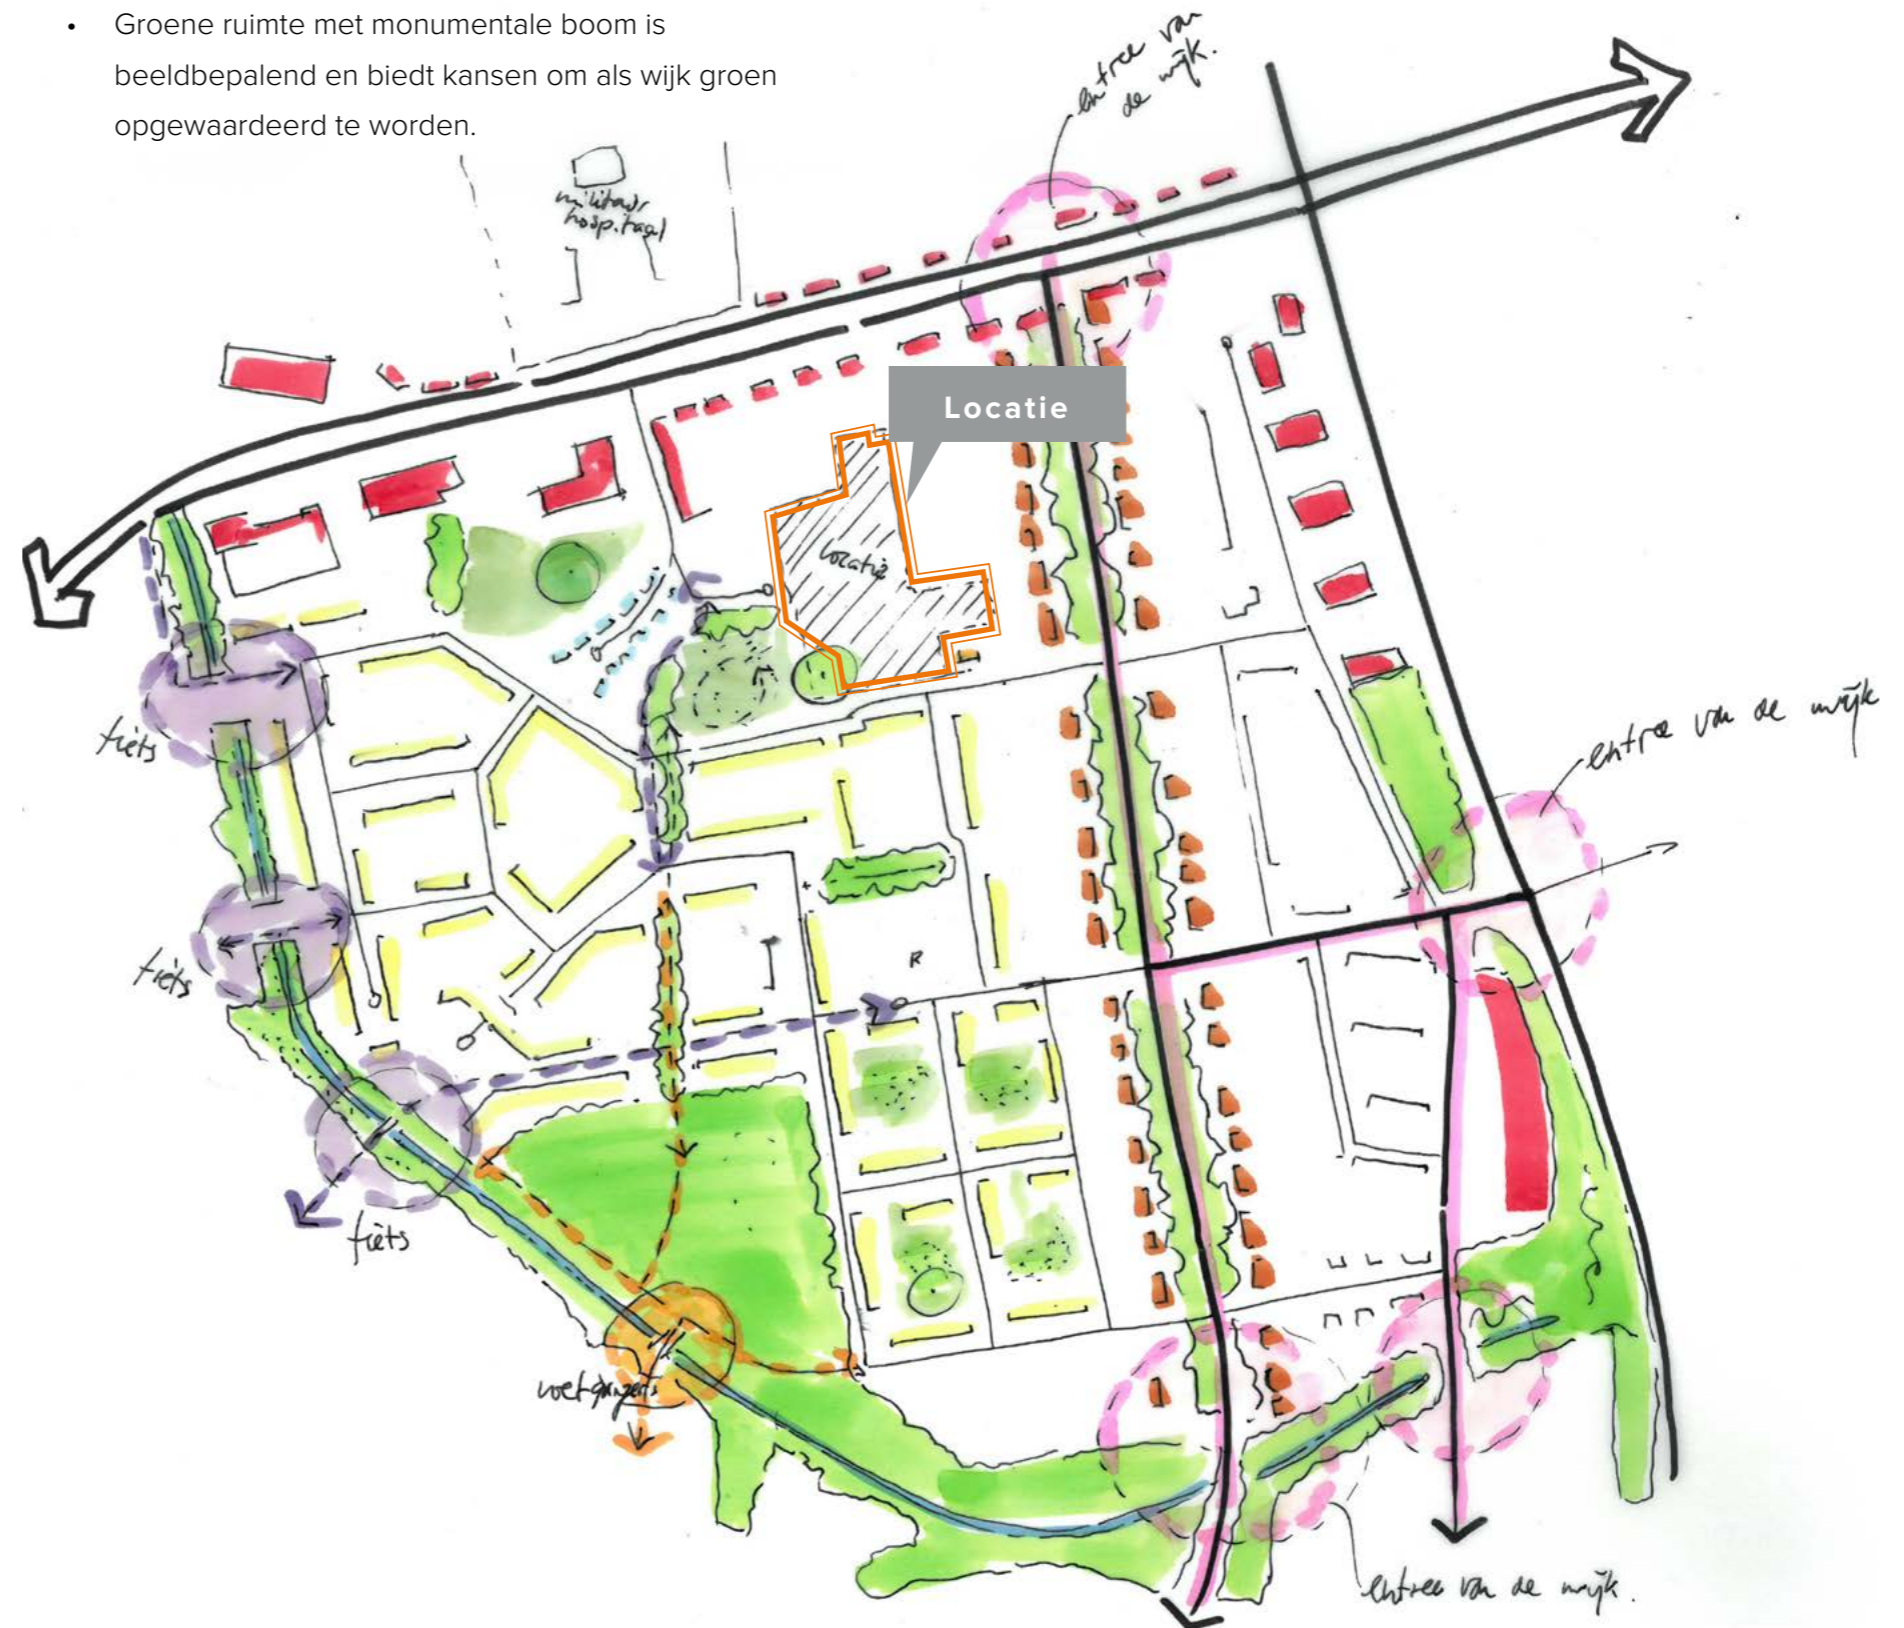 • Groene ruimte met monumentale boom is
beeldbepalend en biedt kansen om als wijk groen
opgewaardeerd te worden.
entree van
de wijk.
militair
hospitaal
Locatie
locatie
fiets
entree van de wijk
fiets
R
fiets
voetgangers
entree van de wijk.